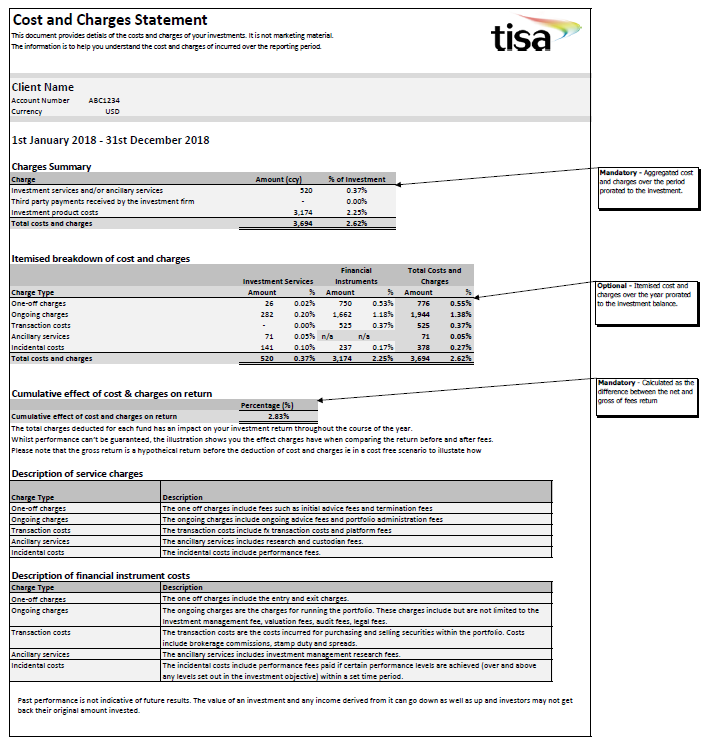 Cost and Charges Statement
This document provides details of the costs and charges of your investments. It is not marketing material.
The information is to help you understand the cost and charges of incurred over the reporting period.
tisa
Client Name
Account Number ABC1234
Currency USD
1st January 2018 - 31st December 2018
Charges Summary
Charge Amount (ccy) % of Investment
Investment services and/or ancillary services 520 0.37%
Third party payments received by the investment firm - 0.00%
Investment product costs 3,174 2.25%
Total costs and charges 3,694 2.62%
Mandatory - Aggregated cost
and charges over the period
prorated to the investment.
Itemised breakdown of cost and charges
Financial Total Costs and
Investment Services Instruments Charges
Charge Type Amount % Amount % Amount %
One-off charges 26 0.02% 750 0.53% 776 0.55%
Ongoing charges 282 0.20% 1,662 1.18% 1,944 1.38%
Transaction costs - 0.00% 525 0.37% 525 0.37%
Ancillary services 71 0.05% n/a n/a 71 0.05%
Incidental costs 141 0.10% 237 0.17% 378 0.27%
Total costs and charges 520 0.37% 3,174 2.25% 3,694 2.62%
Optional - Itemised cost and
charges over the year prorated
to the investment balance.
Cumulative effect of cost & charges on return
Percentage (%)
Cumulative effect of cost and charges on return 2.83%
Mandatory - Calculated as the
difference between the net and
gross of fees return
The total charges deducted for each fund has an impact on your investment return throughout the course of the year.
Whilst performance can't be guaranteed, the illustration shows you the effect charges have when comparing the return before and after fees.
Please note that the gross return is a hypotheical return before the deduction of cost and charges ie in a cost free scenario to illustate how
Description of service charges
Charge Type Description
One-off charges The one off charges include fees such as initial advice fees and termination fees
Ongoing charges The ongoing charges include ongoing advice fees and portfolio administration fees
Transaction costs The transaction costs include fx transaction costs and platform fees
Ancillary services The ancillary services includes research and custodian fees.
Incidental costs The incidental costs include performance fees.
Description of financial instrument costs
Charge Type Description
One-off charges The one off charges include the entry and exit charges.
Ongoing charges The ongoing charges are the charges for running the portfolio. These charges include but are not limited to the
investment management fee, valuation fees, audit fees, legal fees.
Transaction costs The transaction costs are the costs incurred for purchasing and selling securities within the portfolio. Costs
include brokerage commissions, stamp duty and spreads.
Ancillary services The ancillary services includes investment management research fees.
Incidental costs The incidental costs include performance fees paid if certain performance levels are achieved (over and above
any levels set out in the investment objective) within a set time period.
Past performance is not indicative of future results. The value of an investment and any income derived from it can go down as well as up and investors may not get
back their original amount invested.